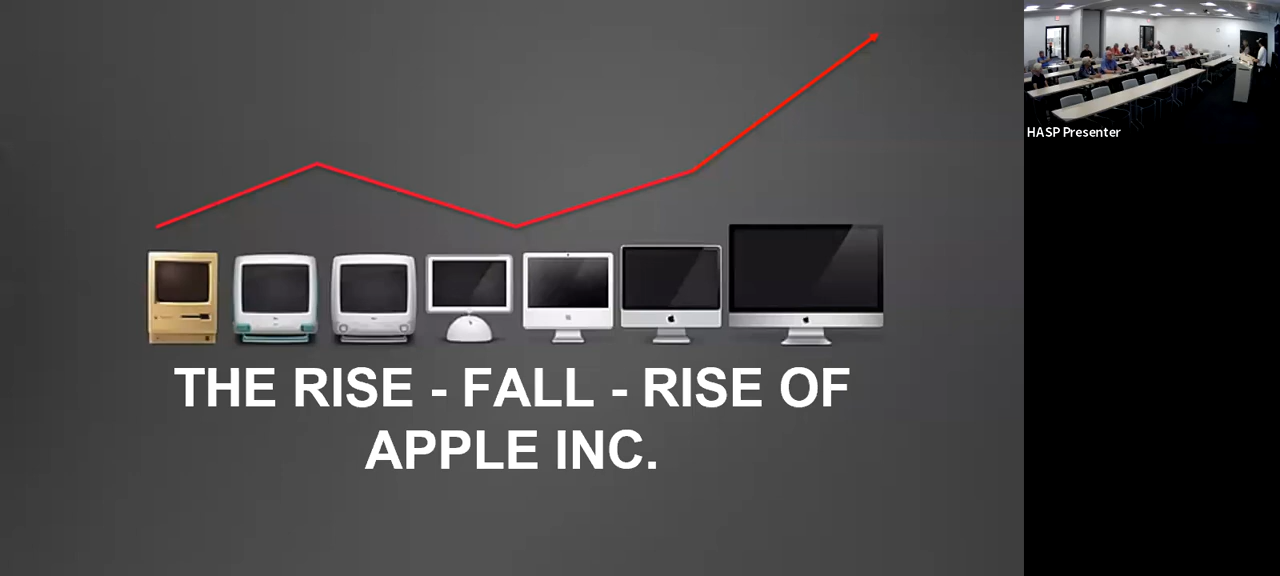 THE RISE - FALL - RISE OF
APPLE INC.
HASP Presenter